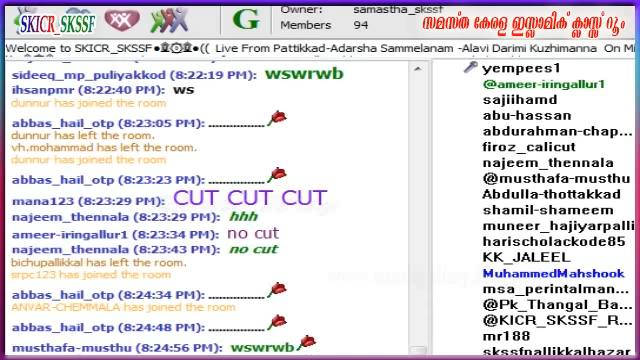 SKICR_SKSSF
G
Owner: samastha_skssf
Members 94
സമസ്ത കേരള ഇസ്ലാമിക് ക്ലാസ്സ് റൂം
Welcome to SKICR_SKSSF Live From Pattikkad-Adarsha Sammelanam -Alavi Darimi Kuzhimanna On Mi
sideeq_mp_puliyakkod (8:22:19 PM): wswrwb
ihsanpmr (8:22:40 PM): ws
dunnur has joined the room
abbas_hail_otp (8:23:05 PM): ................
dunnur has left the room.
vh.mohammad has left the room.
dunnur has joined the room
abbas_hail_otp (8:23:23 PM): ................
mana123 (8:23:29 PM): CUT CUT CUT
najeem_thennala (8:23:29 PM): hhh
ameer-iringallur1 (8:23:34 PM): no cut
najeem_thennala (8:23:43 PM): no cut
bichupallikkal has left the room.
srpc123 has joined the room
abbas_hail_otp (8:24:34 PM): ................
ANVAR-CHEMMALA has joined the room
abbas_hail_otp (8:24:48 PM): ................
musthafa-musthu (8:24:56 PM): wswrwb
yempees1
@ameer-iringallur1
sajiihamd
abu-hassan
abdurahman-chap...
firoz_calicut
najeem_thennala
@musthafa-musthu
Abdulla-thottakkad
shamil-shameem
muneer_hajiyarpalli
harischolackode85
KK_JALEEL
MuhammedMahshook
msa_perintalman...
@Pk_Thangal_Ba...
@KICR_SKSSF_R...
mr188
skssfpallikkalbazar